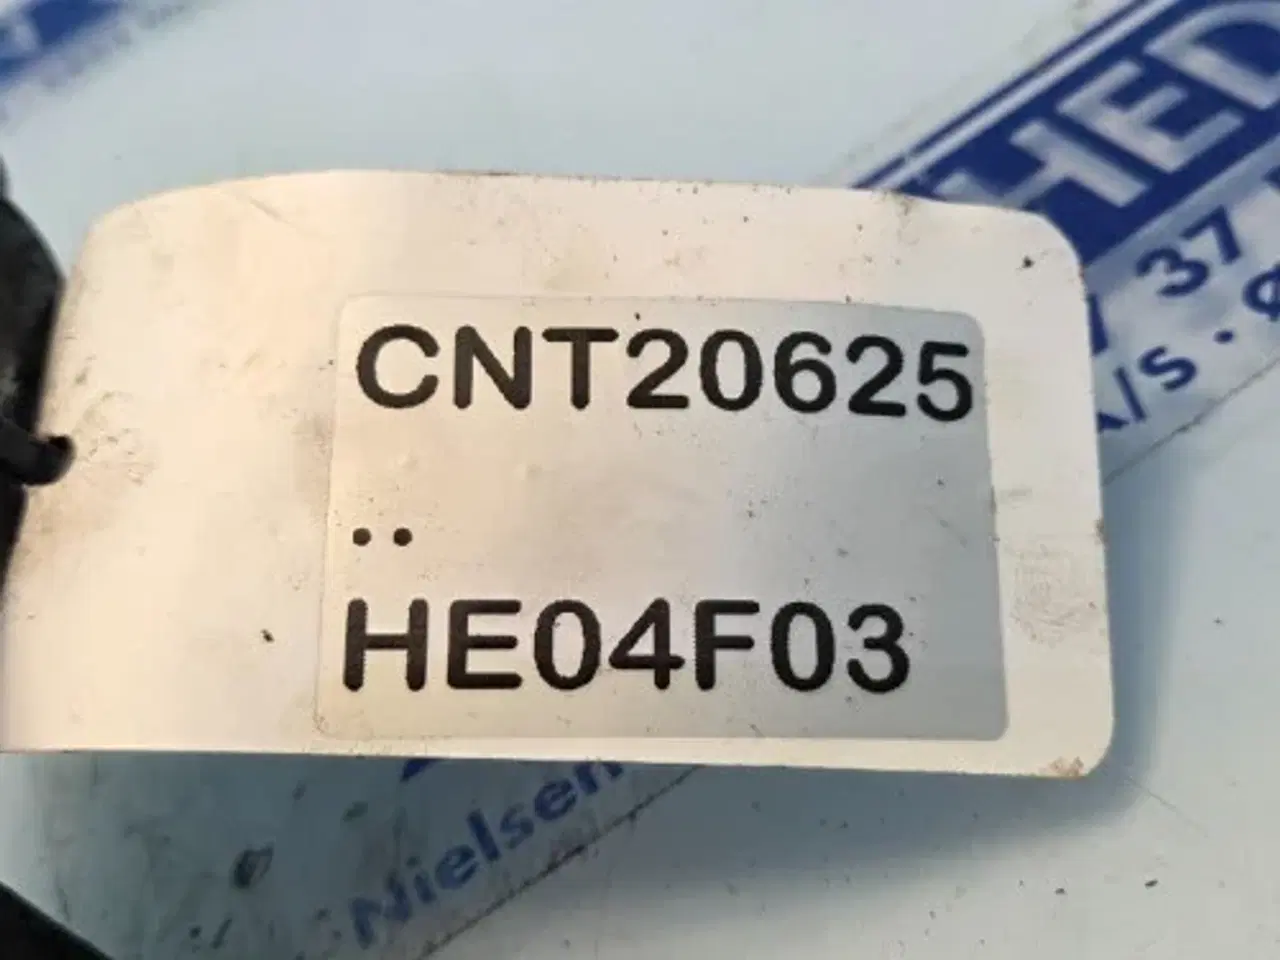 CNT20625
..
HE04F03
HED
37
A/S · Ø
Nielsen